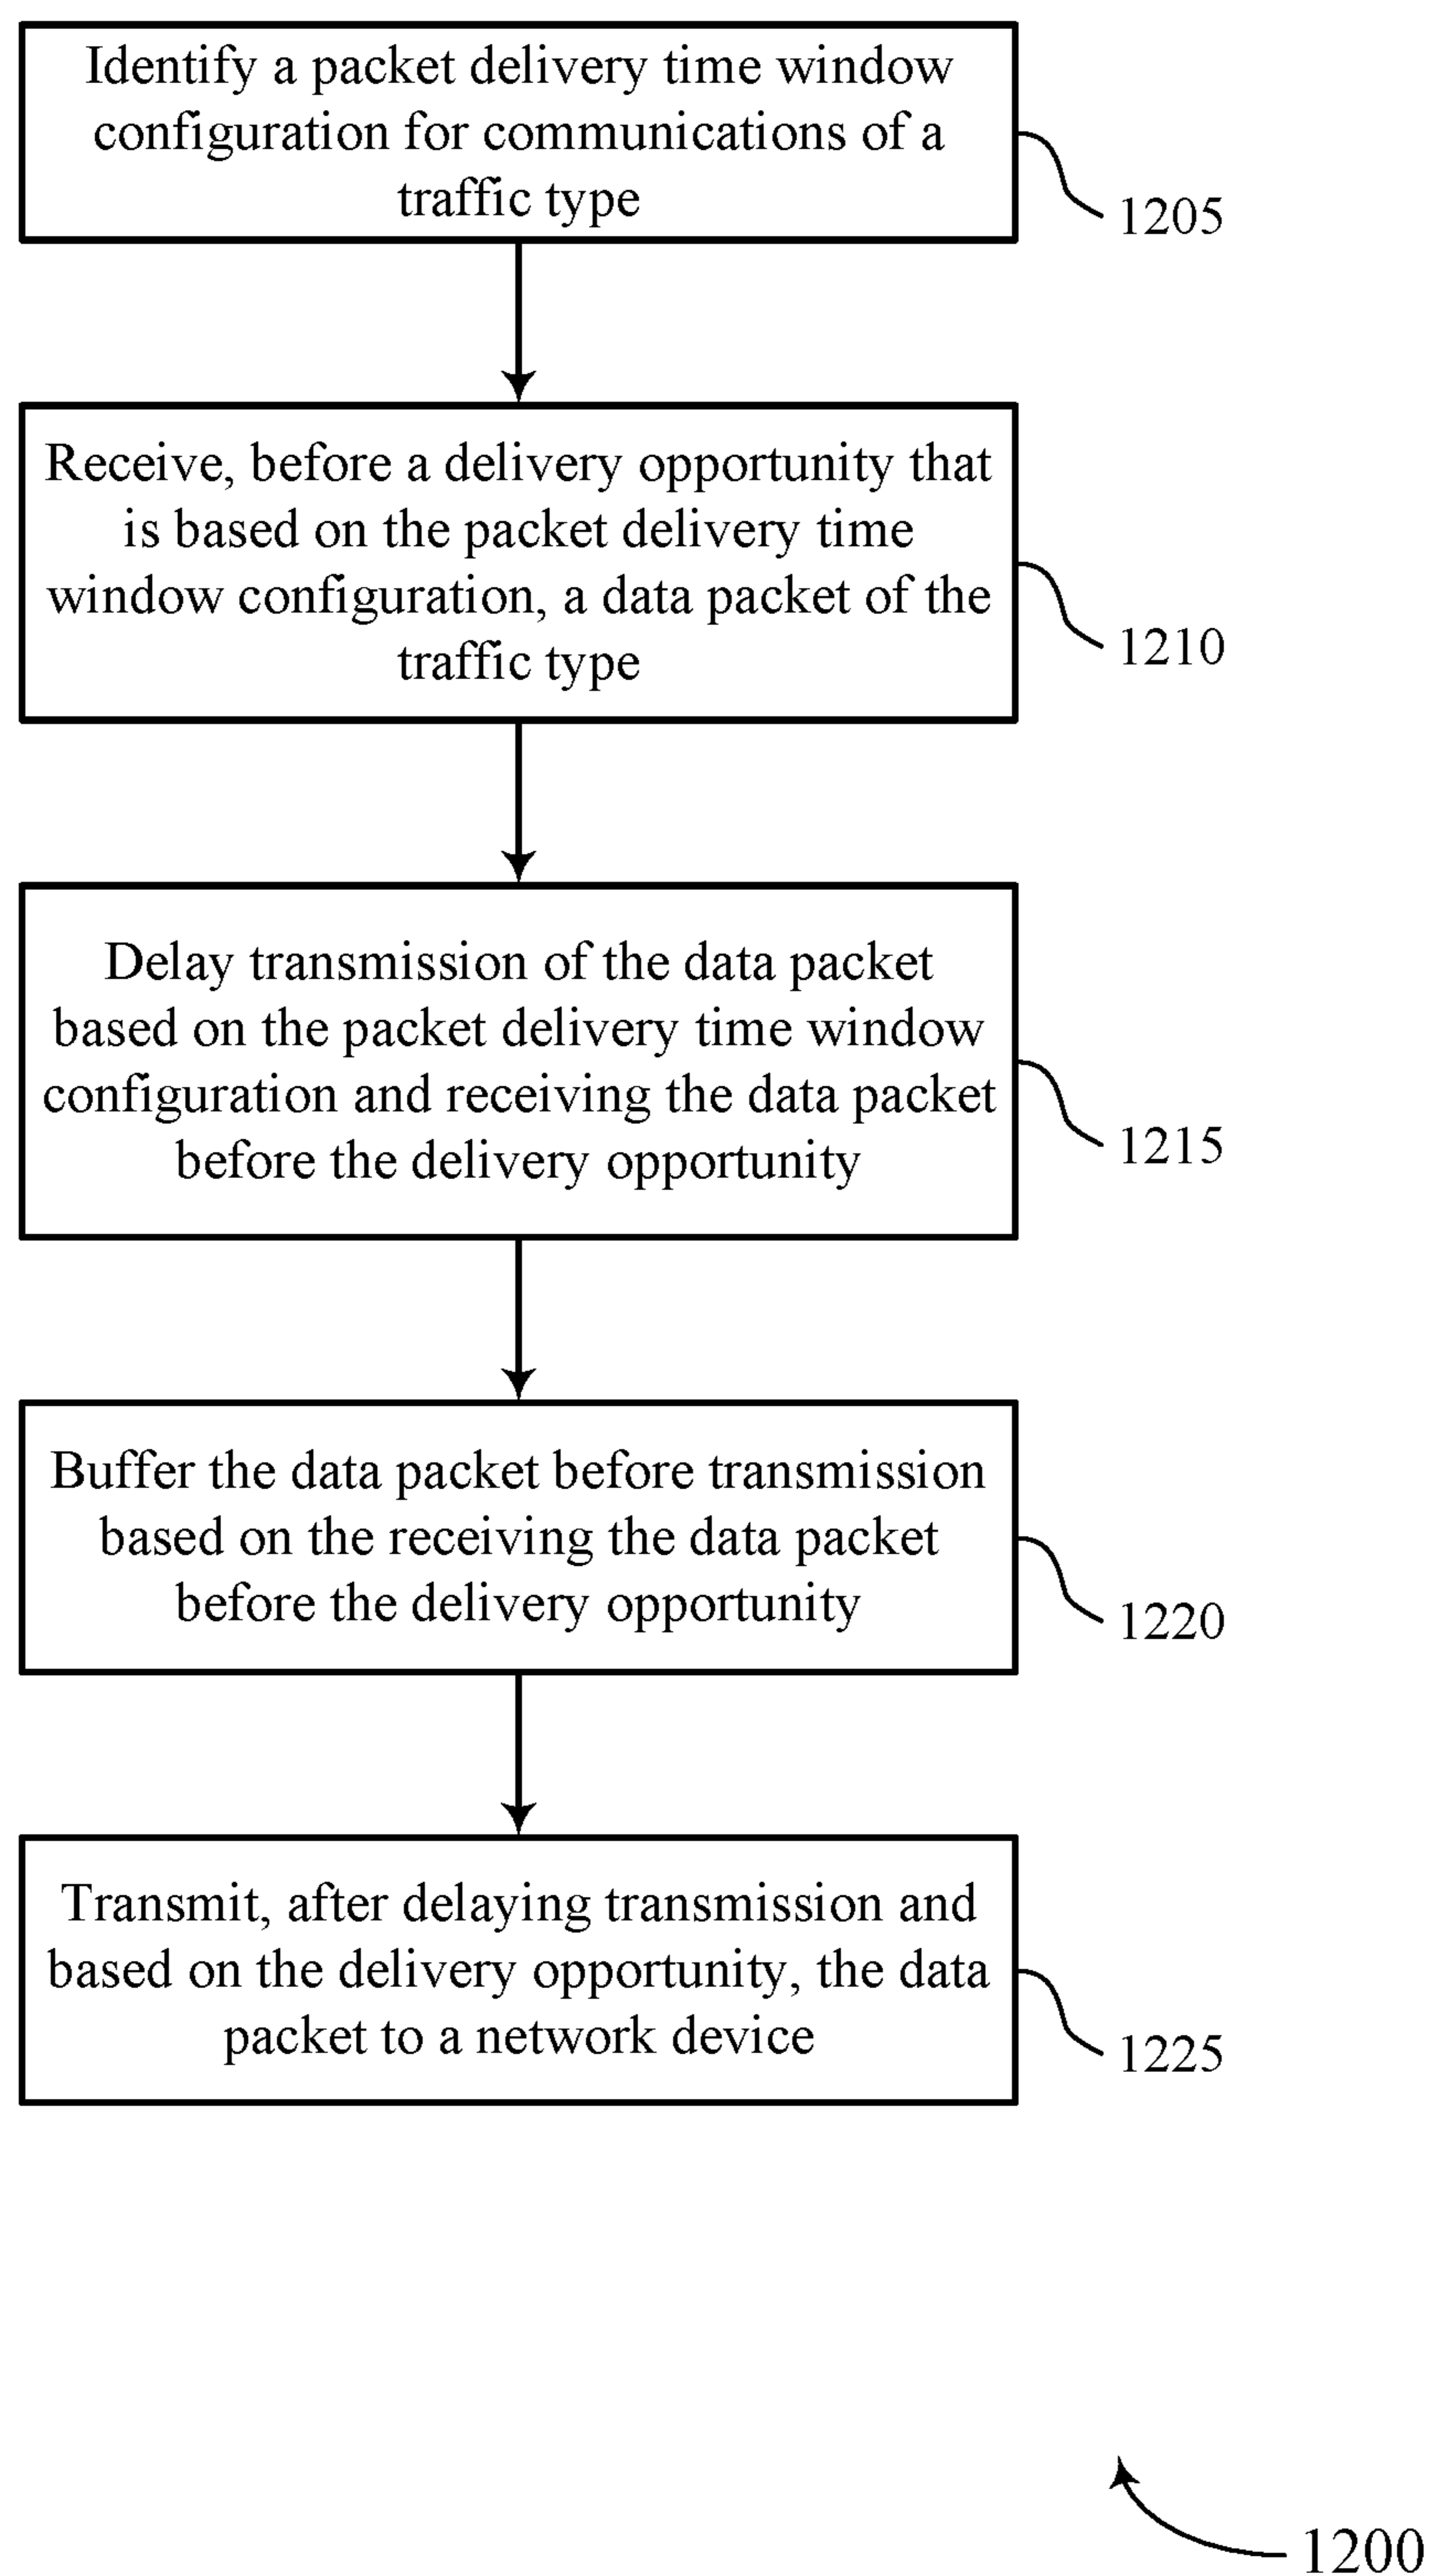 Identify a packet delivery time window
configuration for communications of a
traffic type
1205
Receive, before a delivery opportunity that
is based on the packet delivery time
window configuration, a data packet of the
traffic type
1210
Delay transmission of the data packet
based on the packet delivery time window
configuration and receiving the data packet
before the delivery opportunity
1215
Buffer the data packet before transmission
based on the receiving the data packet
before the delivery opportunity
1220
Transmit, after delaying transmission and
based on the delivery opportunity, the data
packet to a network device
1225
1200